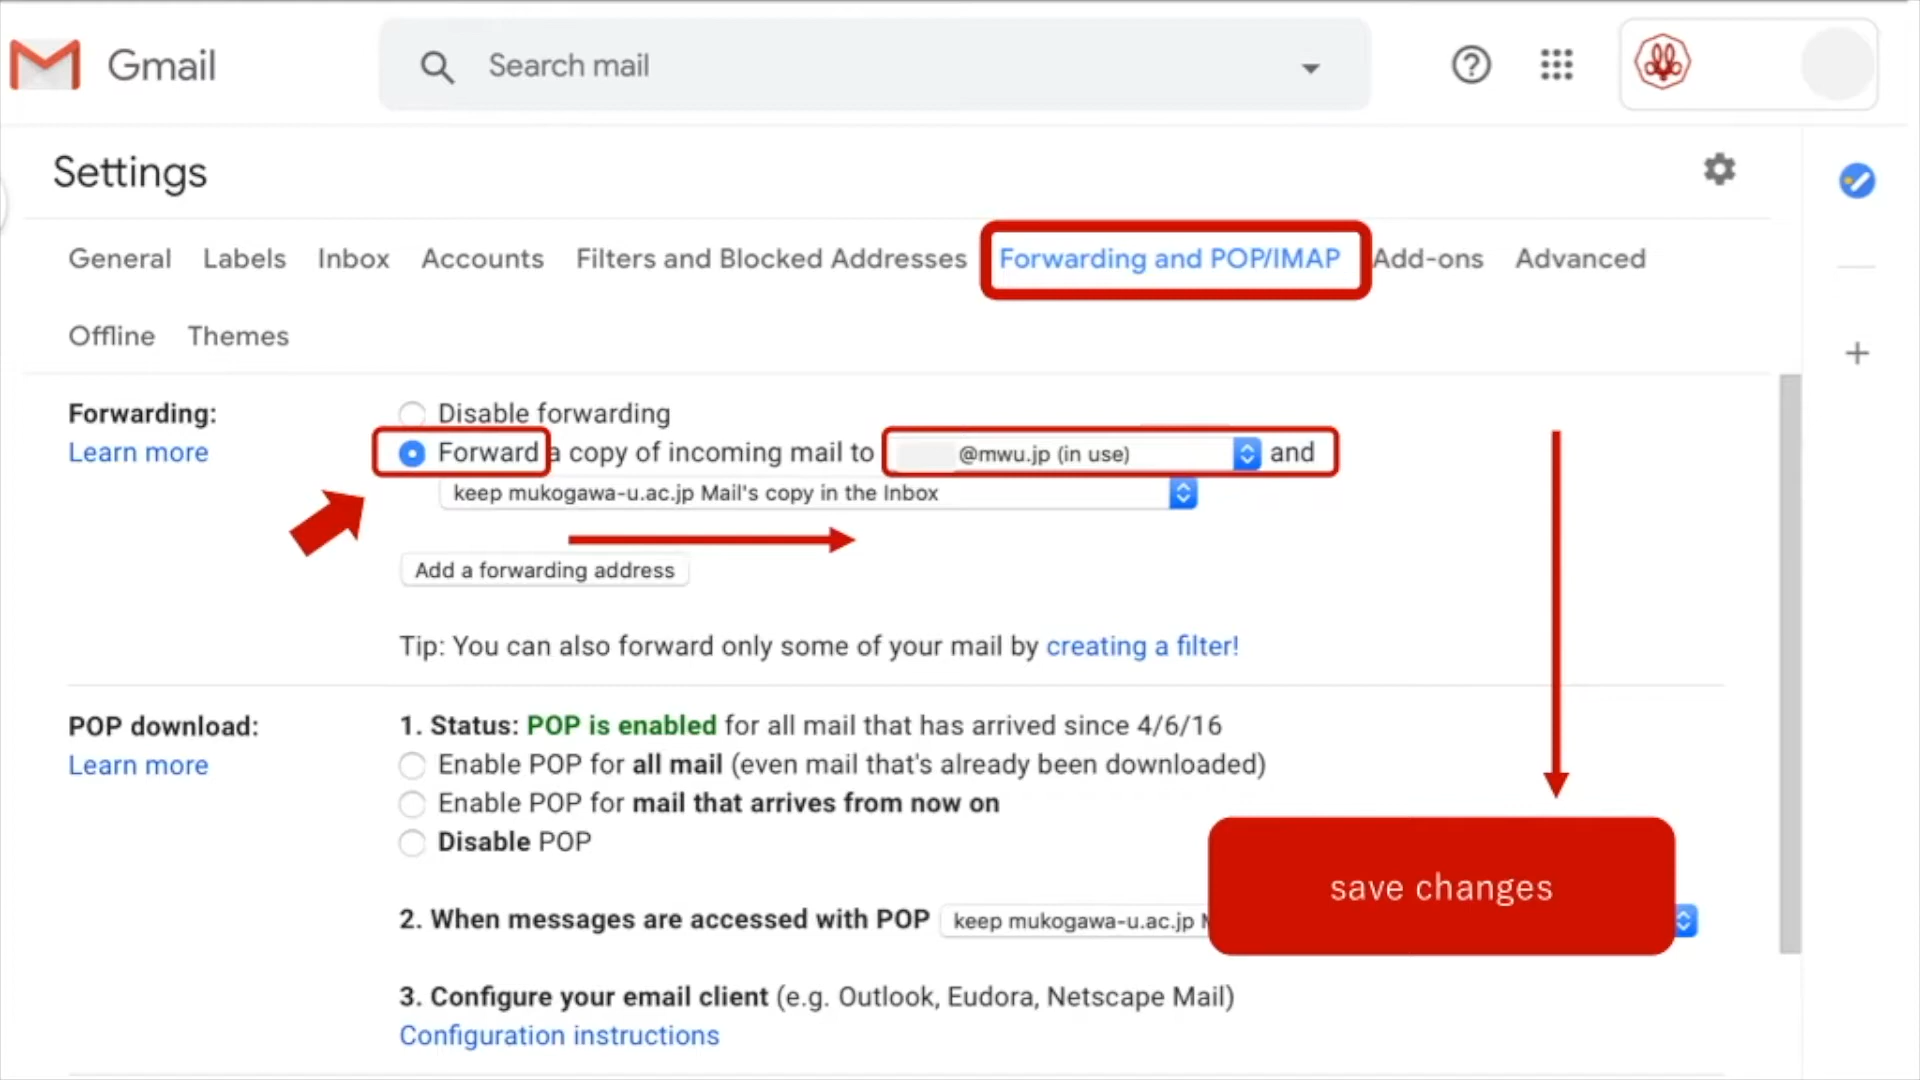 Gmail
Search mail
Settings
General Labels Inbox Accounts Filters and Blocked Addresses Forwarding and POP/IMAP Add-ons Advanced
Offline Themes
Forwarding:
Learn more
Disable forwarding
Forward a copy of incoming mail to @mwu.jp (in use) and
keep mukogawa-u.ac.jp Mail's copy in the Inbox
Add a forwarding address
Tip: You can also forward only some of your mail by creating a filter!
POP download:
Learn more
1. Status: POP is enabled for all mail that has arrived since 4/6/16
Enable POP for all mail (even mail that's already been downloaded)
Enable POP for mail that arrives from now on
Disable POP
save changes
2. When messages are accessed with POP keep mukogawa-u.ac.jp
3. Configure your email client (e.g. Outlook, Eudora, Netscape Mail)
Configuration instructions